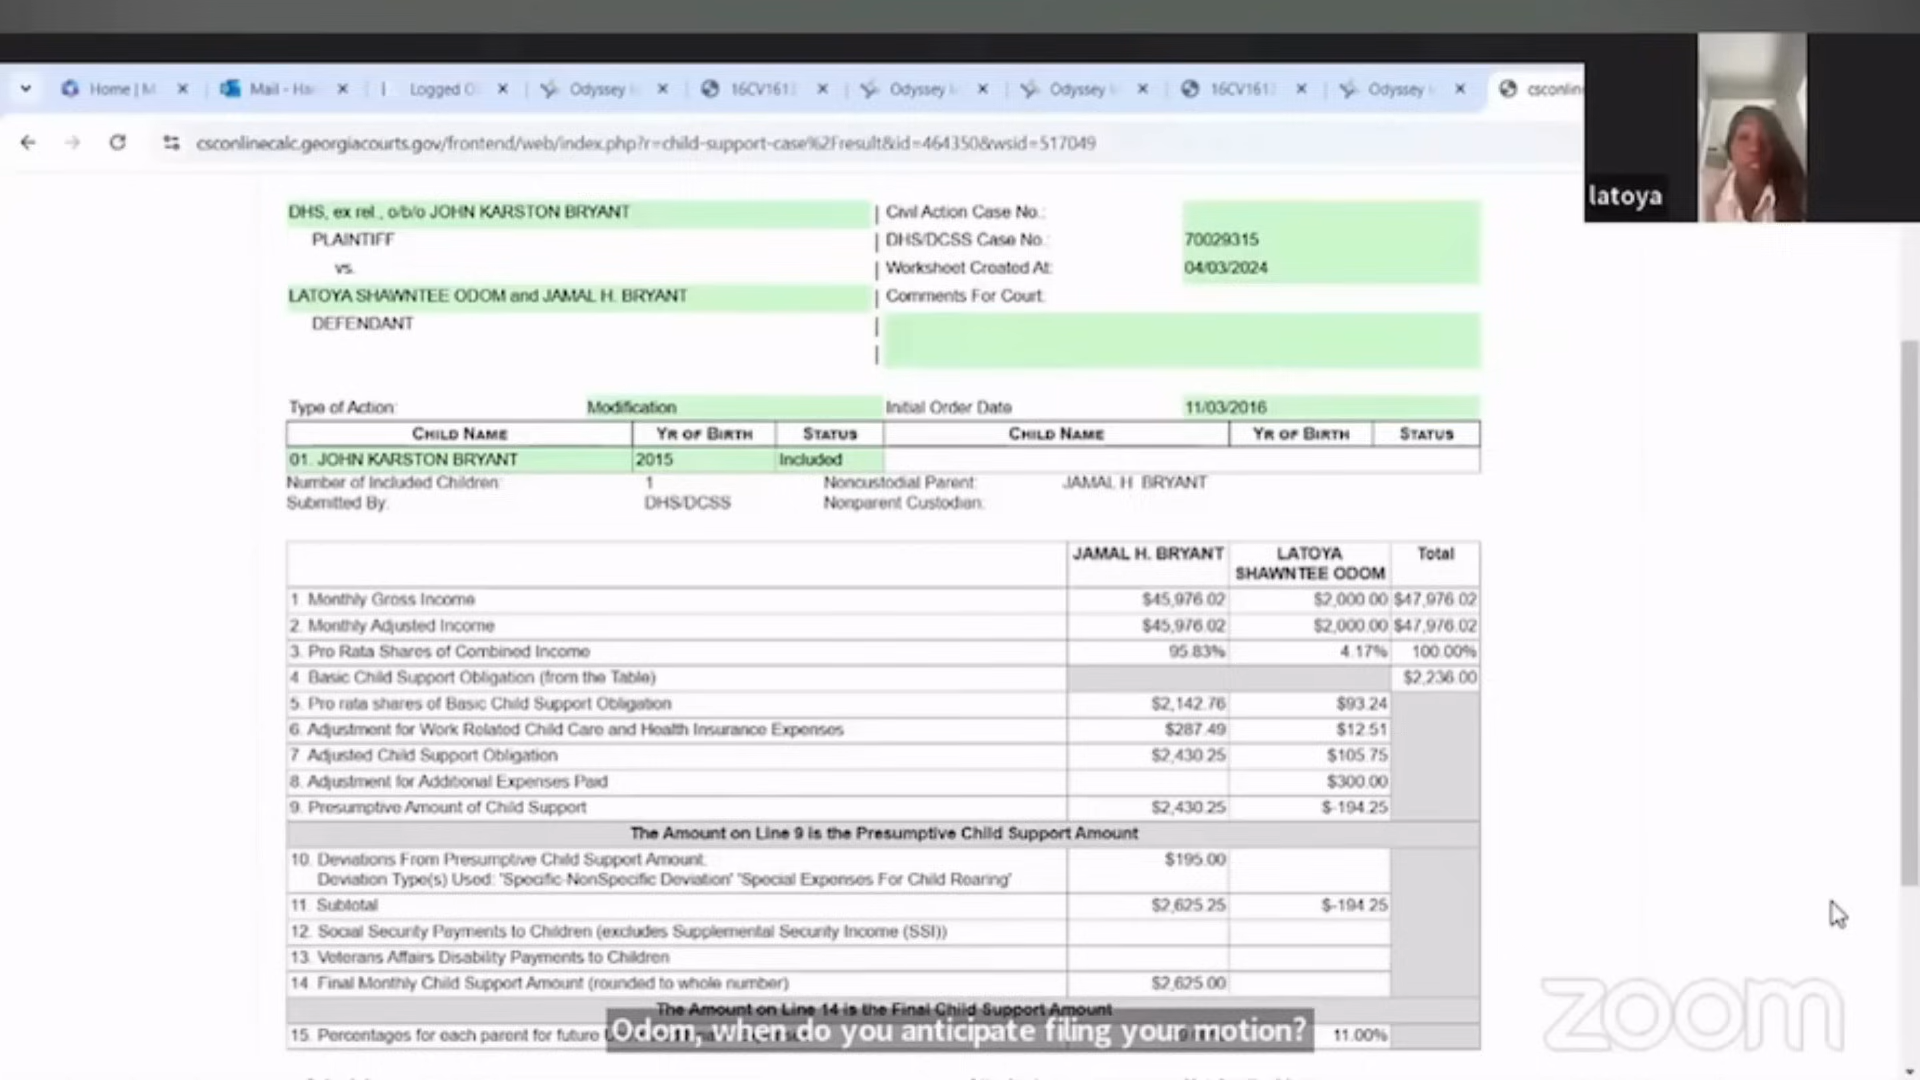 Home | M
Mail - Ha
Logged O
Odyssey
16CV161
Odyssey
Odyssey
16CV161
Odyssey
csconlin
csconlinecalc.georgiacourts.gov/frontend/web/index.php?r=child-support-case%2Fresult&id=464350&wsid=517049
latoya
DHS, ex rel., o/b/o JOHN KARSTON BRYANT | Civil Action Case No.:
PLAINTIFF | DHS/DCSS Case No.: 70029315
vs. | Worksheet Created At: 04/03/2024
LATOYA SHAWNTEE ODOM and JAMAL H. BRYANT | Comments For Court:
DEFENDANT |
|
Type of Action: Modification Initial Order Date 11/03/2016
CHILD NAME YR OF BIRTH STATUS CHILD NAME YR OF BIRTH STATUS
01. JOHN KARSTON BRYANT 2015 Included
Number of Included Children: 1 Noncustodial Parent: JAMAL H BRYANT
Submitted By: DHS/DCSS Nonparent Custodian:
JAMAL H. BRYANT LATOYA Total
SHAWNTEE ODOM
1. Monthly Gross Income $45,976.02 $2,000.00 $47,976.02
2. Monthly Adjusted Income $45,976.02 $2,000.00 $47,976.02
3. Pro Rata Shares of Combined Income 95.83% 4.17% 100.00%
4. Basic Child Support Obligation (from the Table) $2,236.00
5. Pro rata shares of Basic Child Support Obligation $2,142.76 $93.24
6. Adjustment for Work Related Child Care and Health Insurance Expenses $287.49 $12.51
7. Adjusted Child Support Obligation $2,430.25 $105.75
8. Adjustment for Additional Expenses Paid $300.00
9. Presumptive Amount of Child Support $2,430.25 $-194.25
The Amount on Line 9 is the Presumptive Child Support Amount
10. Deviations From Presumptive Child Support Amount. $195.00
Deviation Type(s) Used: 'Specific-NonSpecific Deviation' 'Special Expenses For Child Rearing'
11. Subtotal $2,625.25 $-194.25
12. Social Security Payments to Children (excludes Supplemental Security Income (SSI))
13. Veterans Affairs Disability Payments to Children
14. Final Monthly Child Support Amount (rounded to whole number) $2,625.00
The Amount on Line 14 is the Final Child Support Amount
15. Percentages for each parent for future 11.00%
Odom, when do you anticipate filing your motion?
zoom